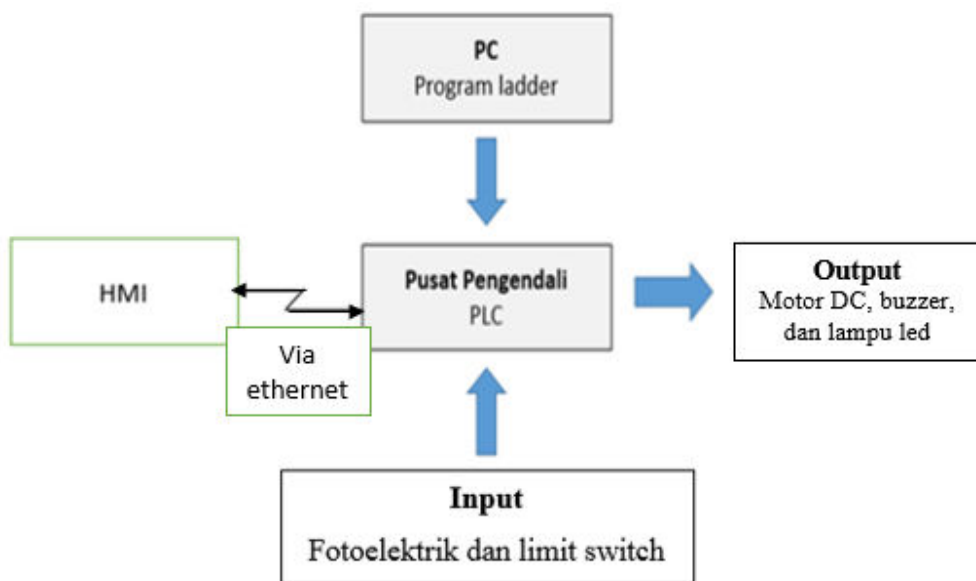 PC
Program ladder
HMI
Via
ethernet
Pusat Pengendali
PLC
Output
Motor DC, buzzer,
dan lampu led
Input
Fotoelektrik dan limit switch